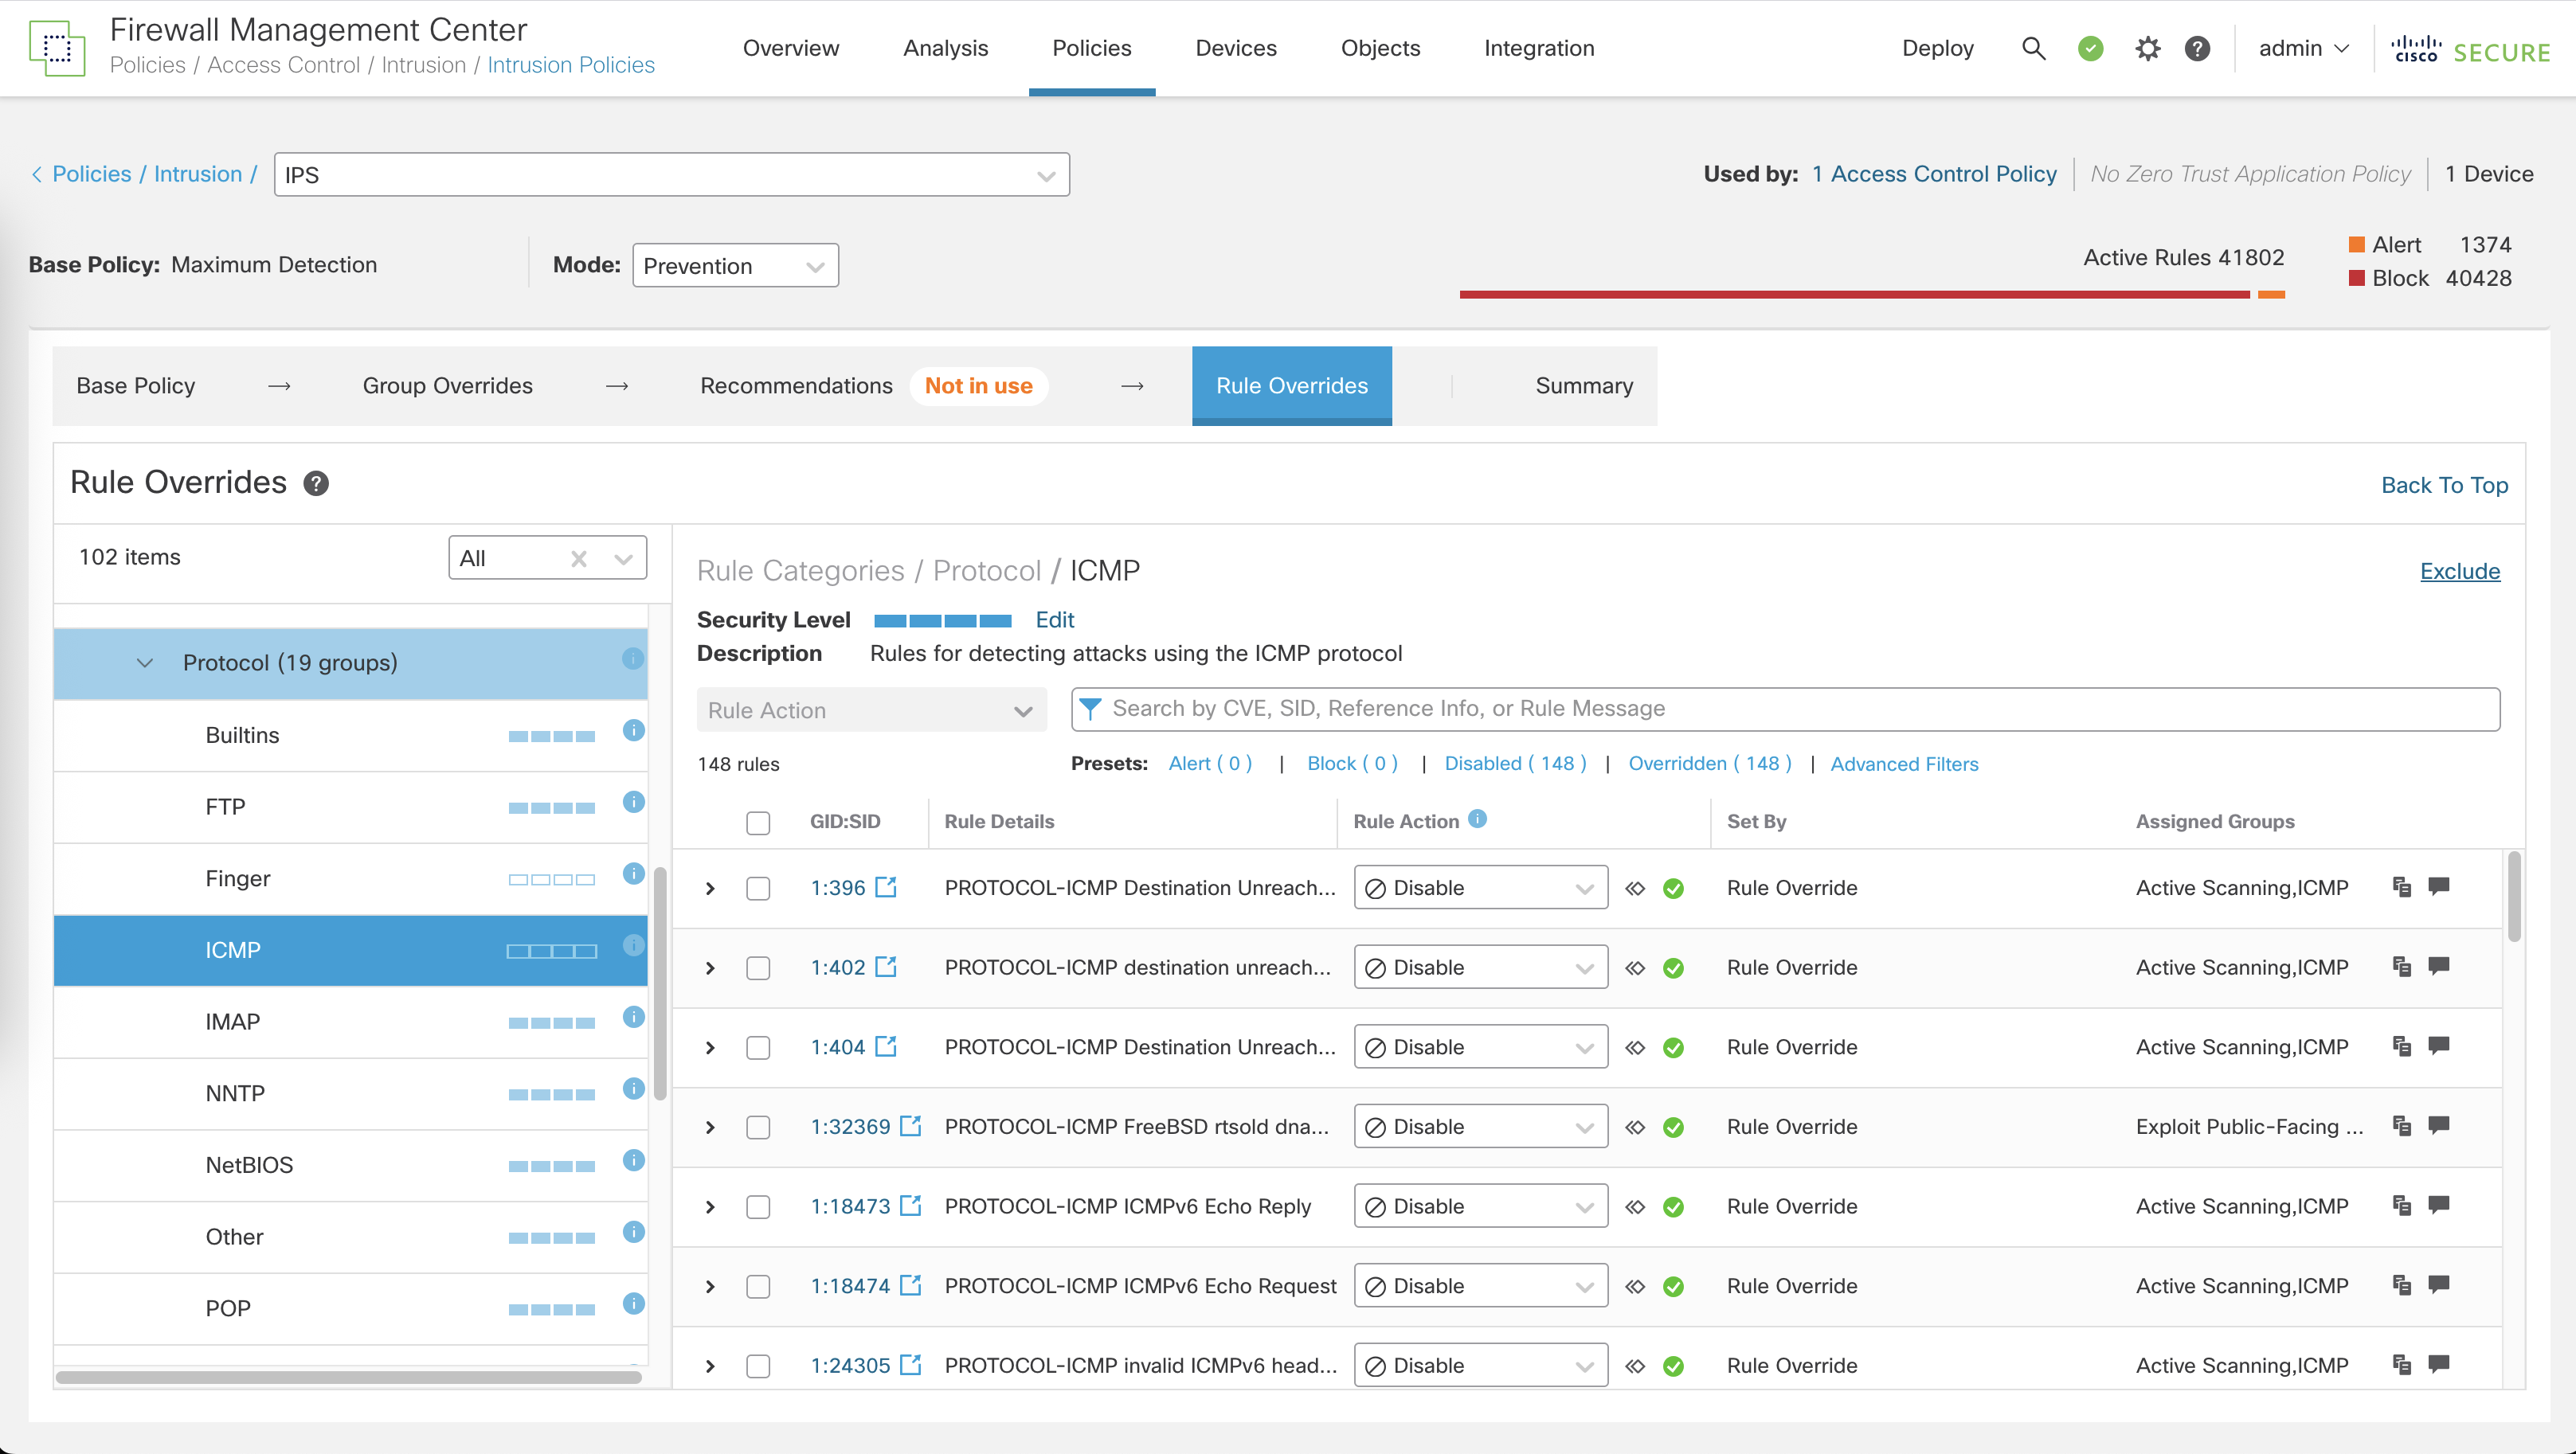 Firewall Management Center
Policies / Access Control / Intrusion / Intrusion Policies
Overview Analysis Policies Devices Objects Integration
Deploy admin cisco SECURE
Policies / Intrusion / IPS
Used by: 1 Access Control Policy No Zero Trust Application Policy 1 Device
Base Policy: Maximum Detection Mode: Prevention
Active Rules 41802
Alert 1374
Block 40428
Base Policy → Group Overrides → Recommendations Not in use → Rule Overrides Summary
Rule Overrides ?
Back To Top
102 items All
Protocol (19 groups)
Builtins
FTP
Finger
ICMP
IMAP
NNTP
NetBIOS
Other
POP
Rule Categories / Protocol / ICMP
Exclude
Security Level Edit
Description Rules for detecting attacks using the ICMP protocol
Rule Action Search by CVE, SID, Reference Info, or Rule Message
148 rules Presets: Alert ( 0 ) | Block ( 0 ) | Disabled ( 148 ) | Overridden ( 148 ) | Advanced Filters
GID:SID Rule Details Rule Action Set By Assigned Groups
1:396 PROTOCOL-ICMP Destination Unreach... Disable Rule Override Active Scanning,ICMP
1:402 PROTOCOL-ICMP destination unreach... Disable Rule Override Active Scanning,ICMP
1:404 PROTOCOL-ICMP Destination Unreach... Disable Rule Override Active Scanning,ICMP
1:32369 PROTOCOL-ICMP FreeBSD rtsold dna... Disable Rule Override Exploit Public-Facing ...
1:18473 PROTOCOL-ICMP ICMPv6 Echo Reply Disable Rule Override Active Scanning,ICMP
1:18474 PROTOCOL-ICMP ICMPv6 Echo Request Disable Rule Override Active Scanning,ICMP
1:24305 PROTOCOL-ICMP invalid ICMPv6 head... Disable Rule Override Active Scanning,ICMP